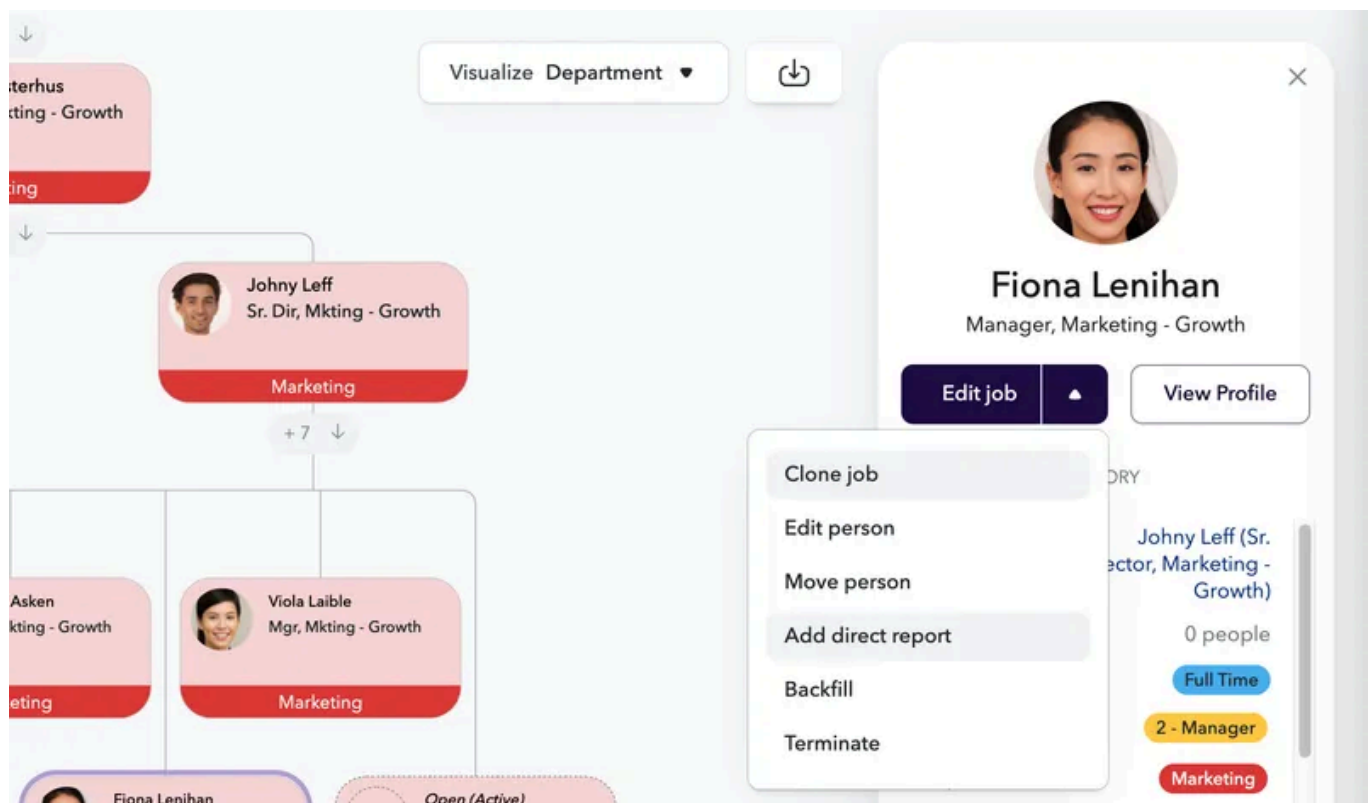 sterhus
kting - Growth
ting
Visualize Department
Johny Leff
Sr. Dir, Mkting - Growth
Marketing
+ 7
Asken
kting - Growth
eting
Viola Laible
Mgr, Mkting - Growth
Marketing
Fiona Lenihan
Open (Active)
Fiona Lenihan
Manager, Marketing - Growth
Edit job
View Profile
Clone job
Edit person
Move person
Add direct report
Backfill
Terminate
ORY
Johny Leff (Sr.
ector, Marketing -
Growth)
0 people
Full Time
2 - Manager
Marketing